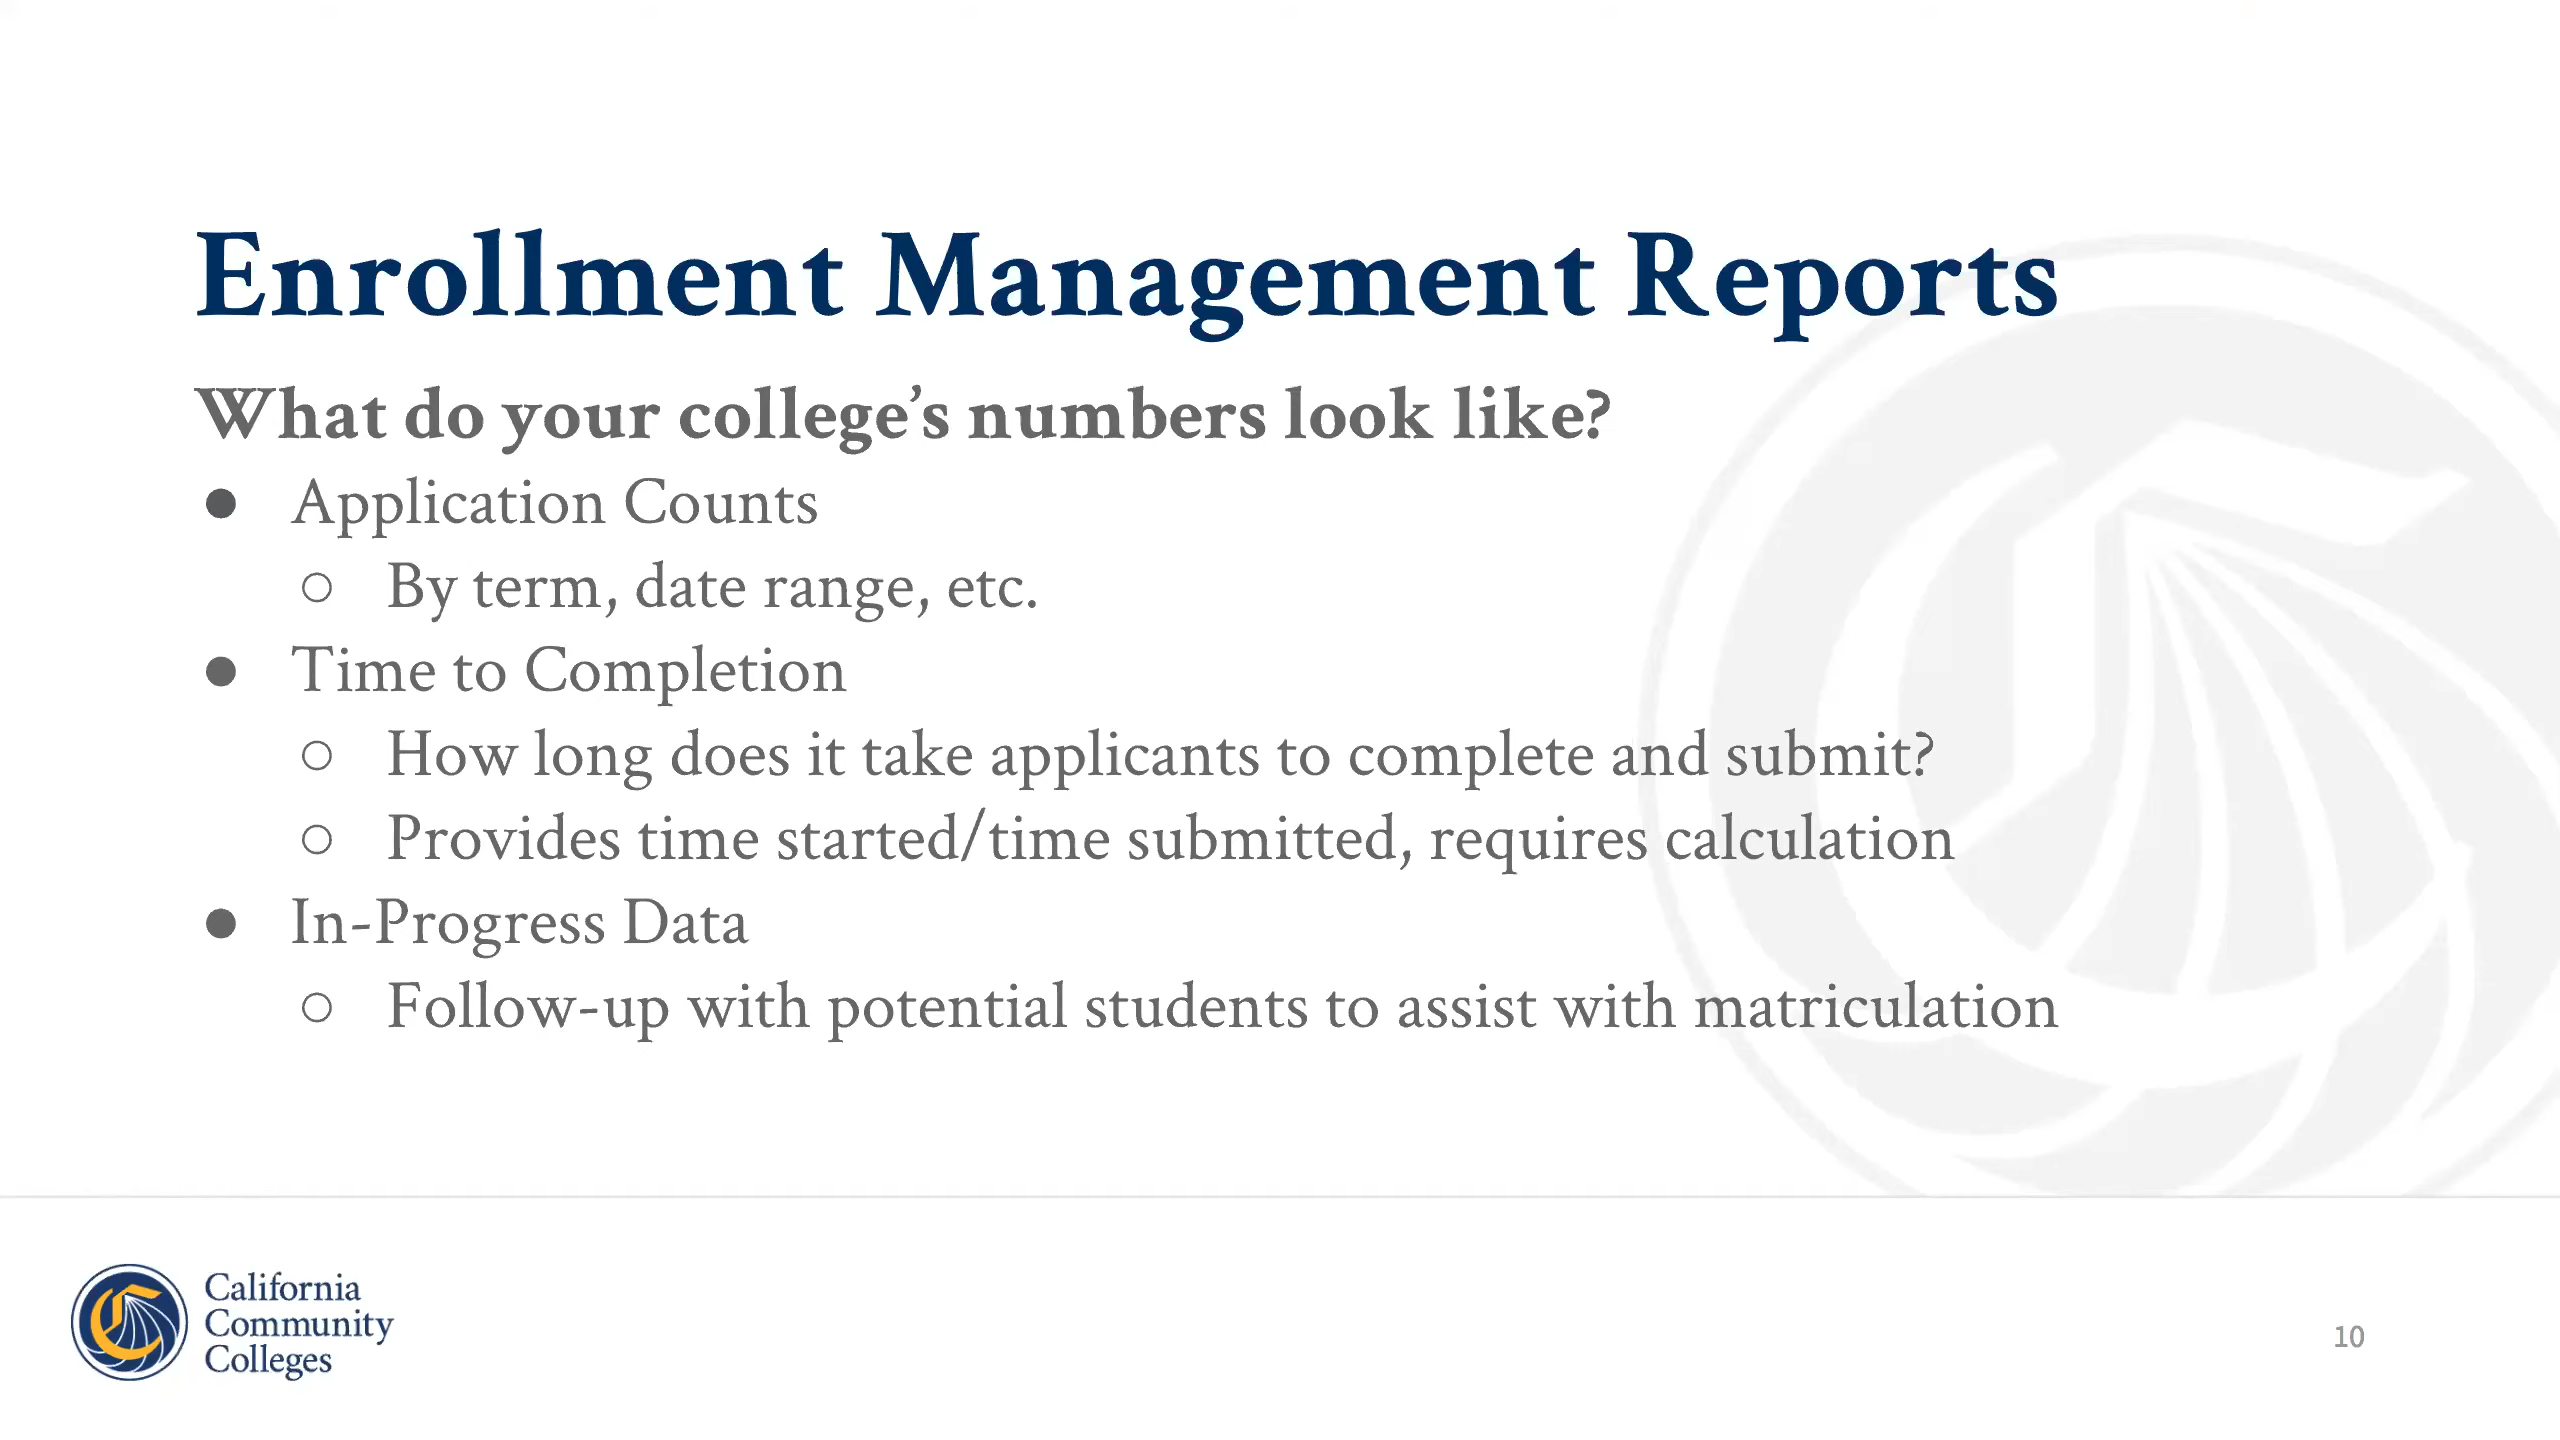 Enrollment Management Reports
What do your college’s numbers look like?
● Application Counts
○ By term, date range, etc.
● Time to Completion
○ How long does it take applicants to complete and submit?
○ Provides time started/time submitted, requires calculation
● In-Progress Data
○ Follow-up with potential students to assist with matriculation
California
Community
Colleges
10